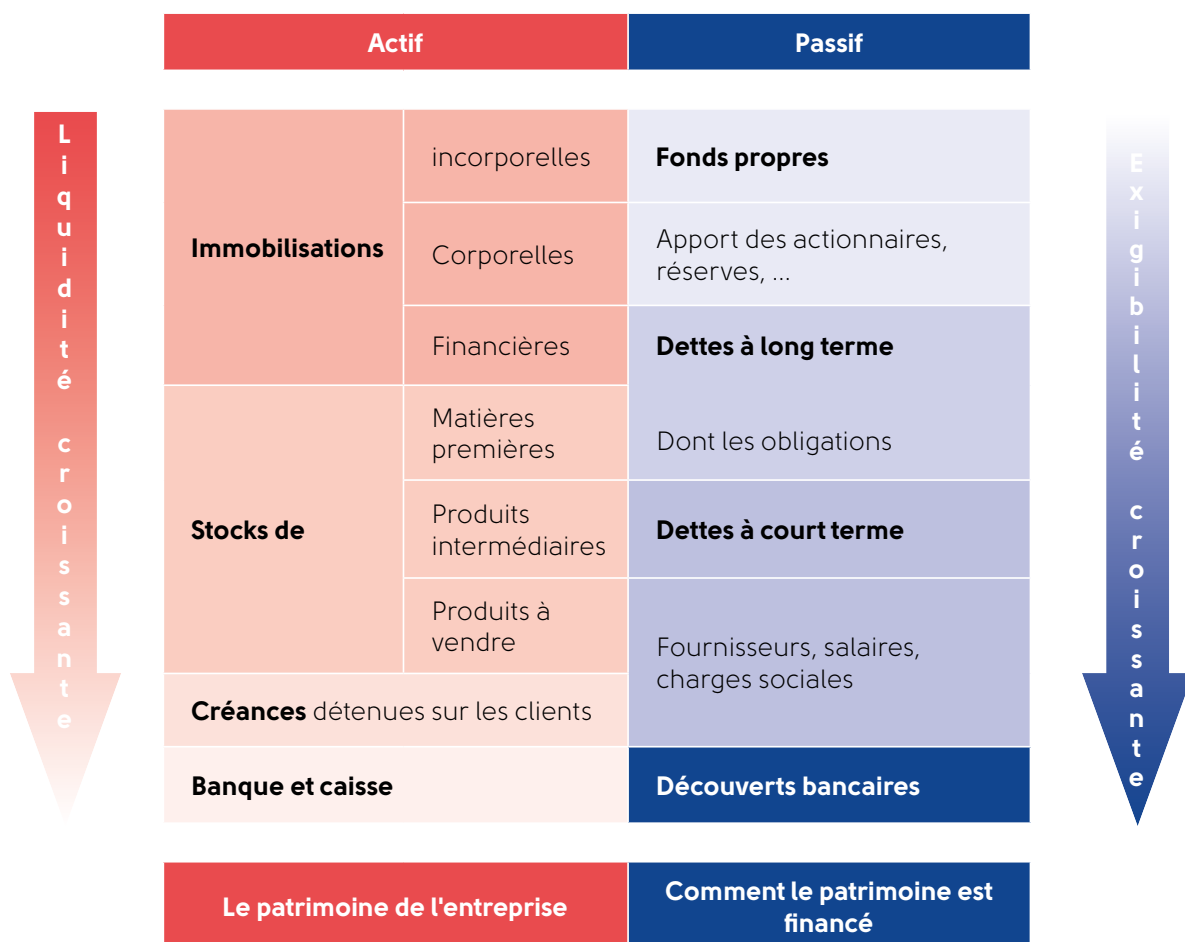 Actif
Passif
Liquidité croissante
Immobilisations
incorporelles
Corporelles
Financières
Stocks de
Matières
premières
Produits
intermédiaires
Produits à
vendre
Créances détenues sur les clients
Banque et caisse
Fonds propres
Apport des actionnaires,
réserves, ...
Dettes à long terme
Dont les obligations
Dettes à court terme
Fournisseurs, salaires,
charges sociales
Découverts bancaires
Exigibilité croissante
Le patrimoine de l'entreprise
Comment le patrimoine est
financé